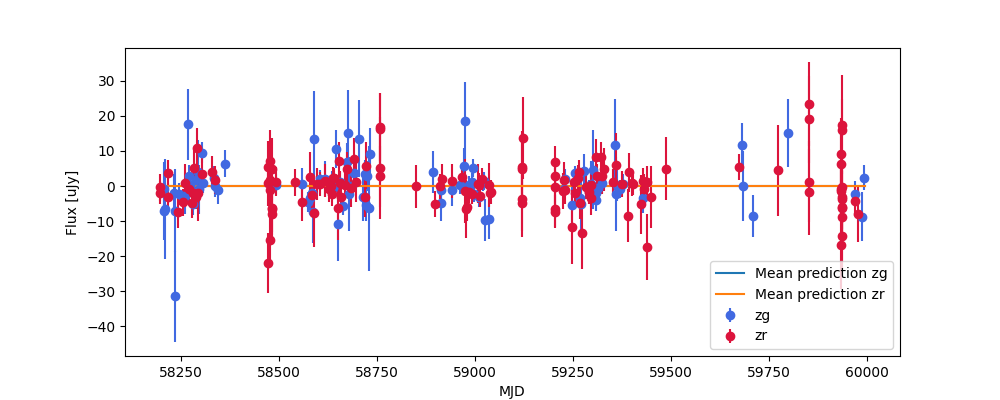 30
20
10
0
−10
−20
−30
−40
Flux [uJy]
58250 58500 58750 59000 59250 59500 59750 60000
MJD
Mean prediction zg
Mean prediction zr
zg
zr